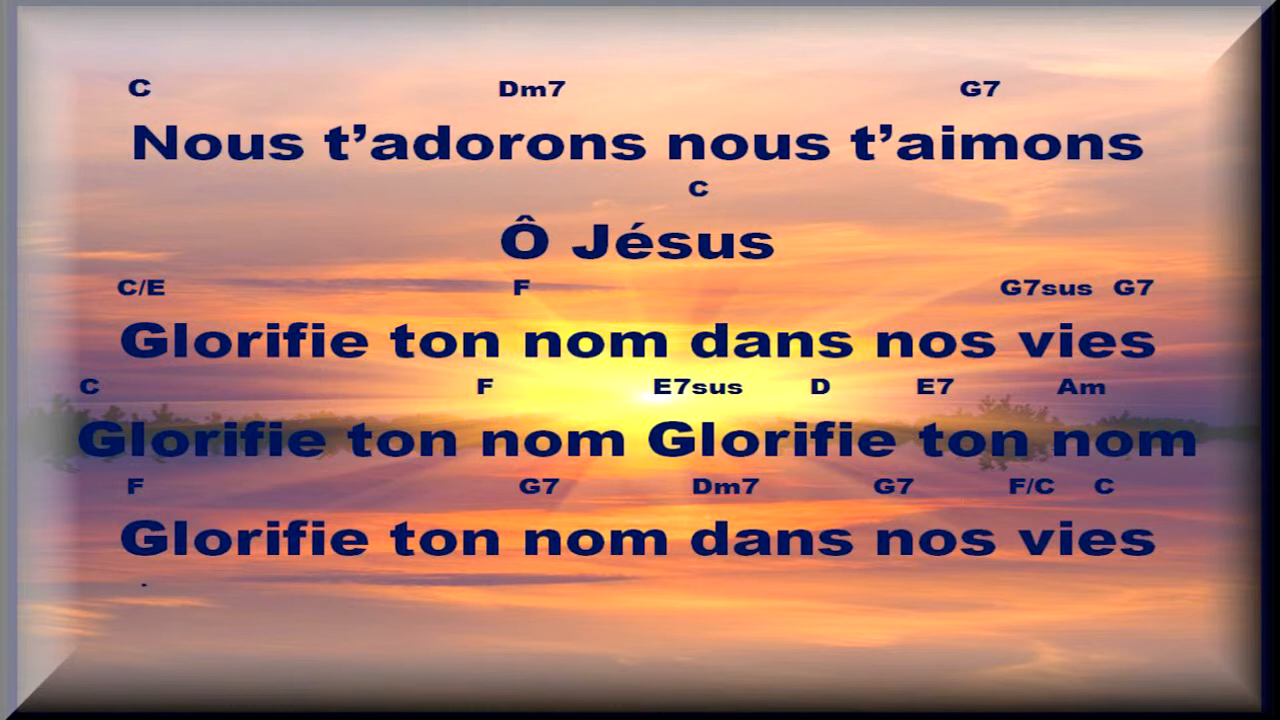 C Dm7 G7
Nous t’adorons nous t’aimons
C
Ô Jésus
C/E F G7sus G7
Glorifie ton nom dans nos vies
C F E7sus D E7 Am
Glorifie ton nom Glorifie ton nom
F G7 Dm7 G7 F/C C
Glorifie ton nom dans nos vies
.